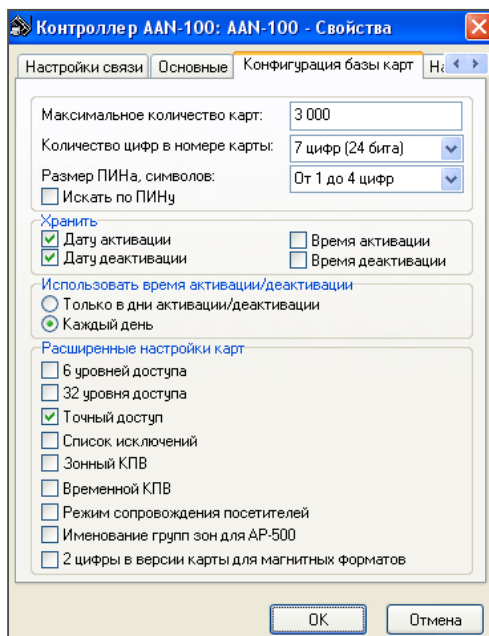 Контроллер AAN-100: AAN-100 - Свойства
Настройки связи Основные Конфигурация базы карт
Максимальное количество карт: 3 000
Количество цифр в номере карты: 7 цифр (24 бита)
Размер ПИНа, символов: От 1 до 4 цифр
Искать по ПИНу
Хранить
Дату активации Время активации
Дату деактивации Время деактивации
Использовать время активации/деактивации
Только в дни активации/деактивации
Каждый день
Расширенные настройки карт
6 уровней доступа
32 уровня доступа
Точный доступ
Список исключений
Зонный КПВ
Временной КПВ
Режим сопровождения посетителей
Именование групп зон для AP-500
2 цифры в версии карты для магнитных форматов
OK Отмена